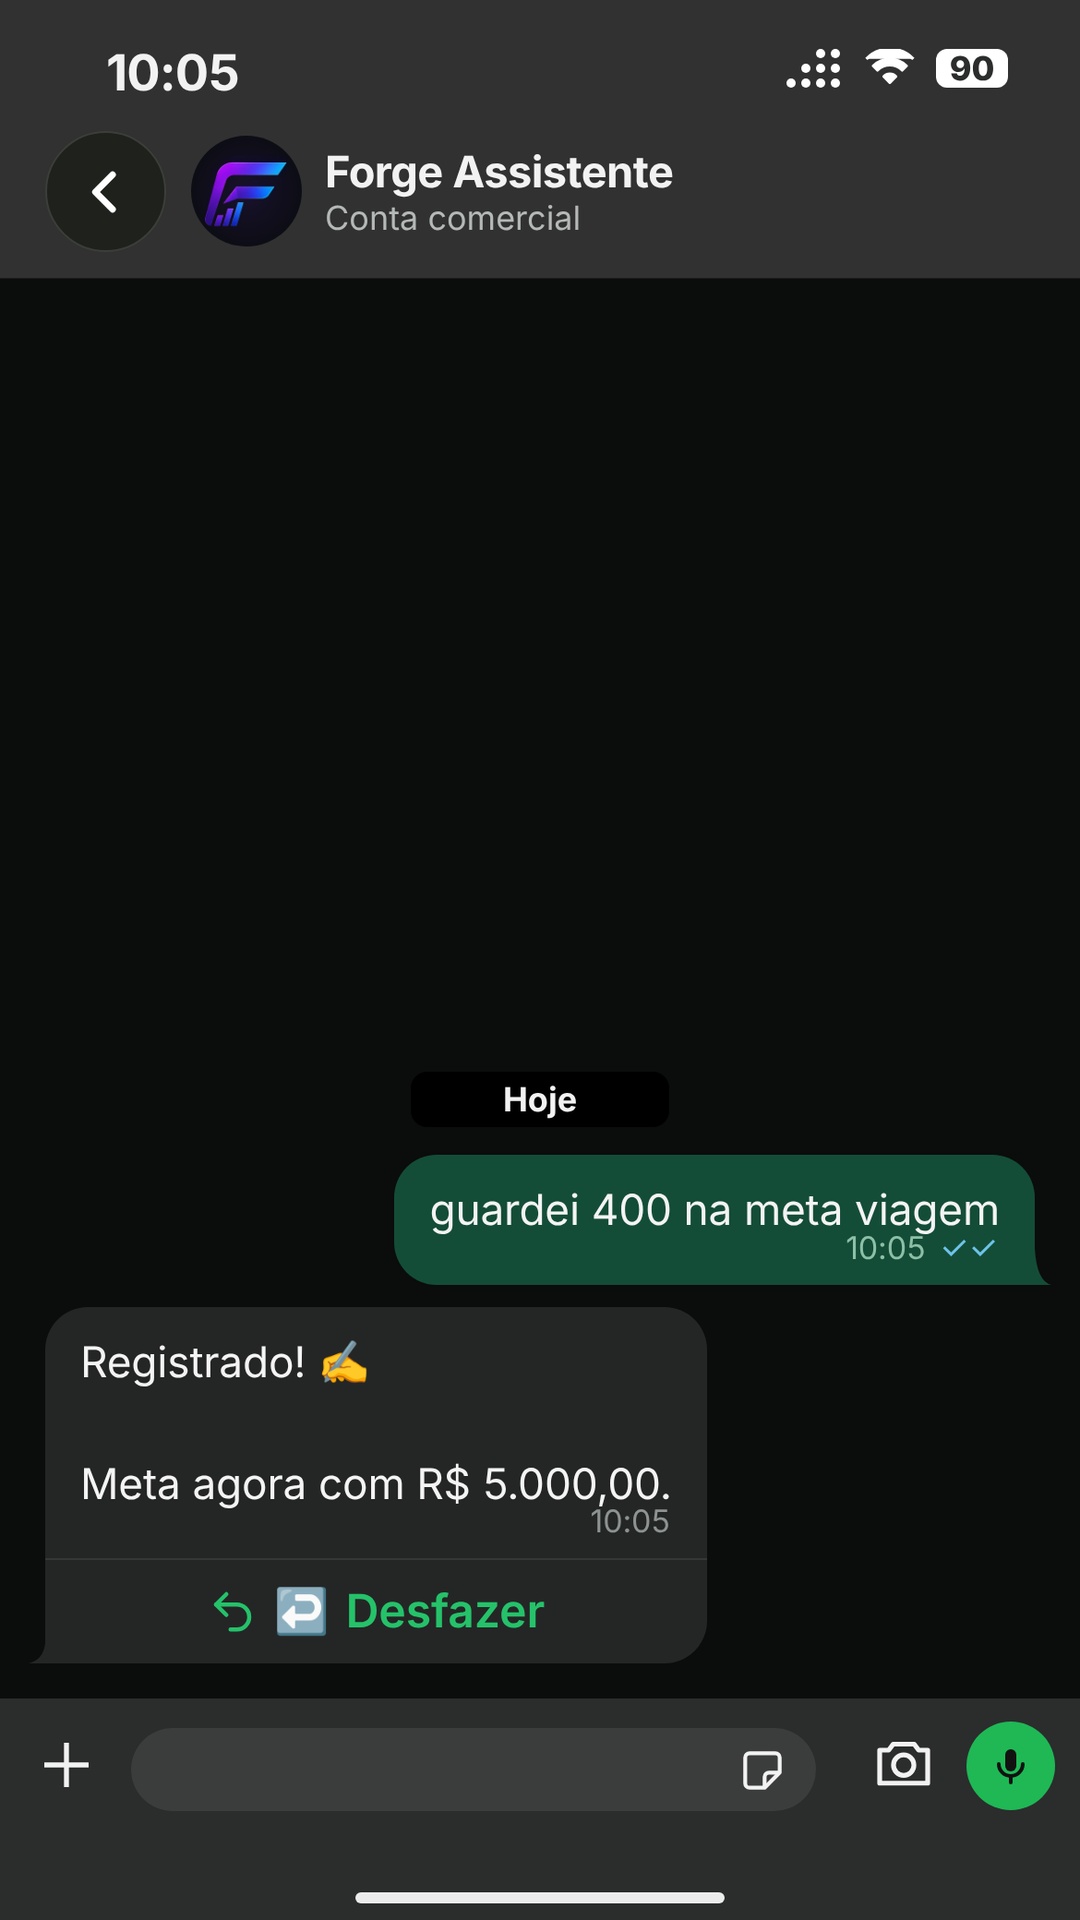 10:05
90
Forge Assistente
Conta comercial
Hoje
guardei 400 na meta viagem
10:05
Registrado! ✍️
Meta agora com R$ 5.000,00.
10:05
↩️ Desfazer